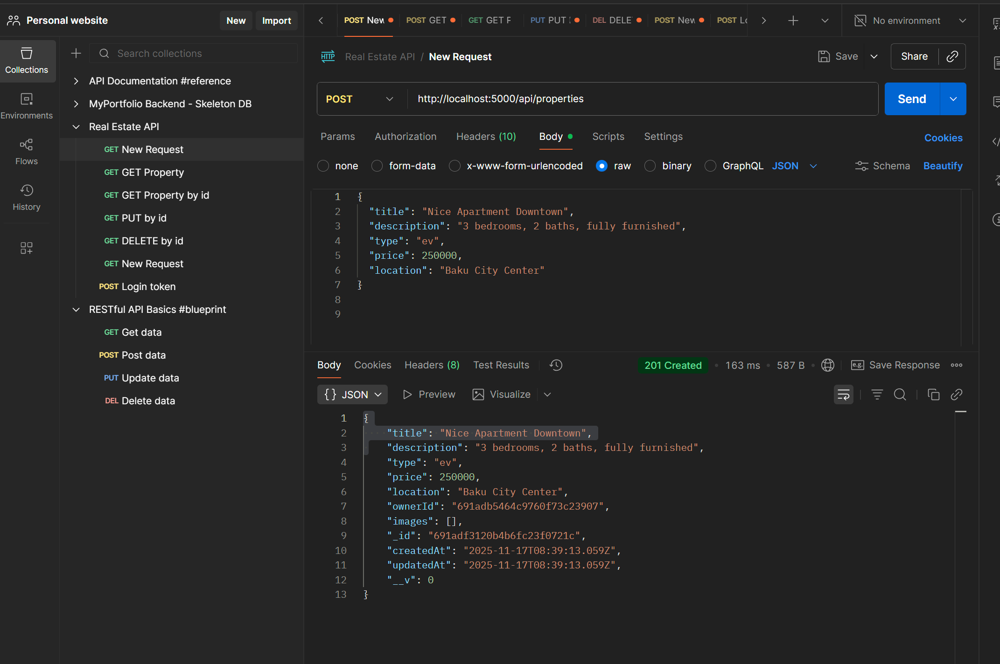 Personal website
New
Import
POST New
POST GET
GET GET F
PUT PUT
DEL DELE
POST New
POST Lo
No environment
Collections
Environments
Flows
History
Search collections
API Documentation #reference
MyPortfolio Backend - Skeleton DB
Real Estate API
GET New Request
GET GET Property
GET GET Property by id
GET PUT by id
GET DELETE by id
GET New Request
POST Login token
RESTful API Basics #blueprint
GET Get data
POST Post data
PUT Update data
DEL Delete data
HTTP Real Estate API / New Request
Save
Share
POST http://localhost:5000/api/properties
Send
Params Authorization Headers (10) Body Scripts Settings Cookies
none form-data x-www-form-urlencoded raw binary GraphQL JSON Schema Beautify
1 {
2 "title": "Nice Apartment Downtown",
3 "description": "3 bedrooms, 2 baths, fully furnished",
4 "type": "ev",
5 "price": 250000,
6 "location": "Baku City Center"
7 }
8
9
Body Cookies Headers (8) Test Results 201 Created • 163 ms • 587 B • e.g. Save Response
{} JSON Preview Visualize
1 {
2 "title": "Nice Apartment Downtown",
3 "description": "3 bedrooms, 2 baths, fully furnished",
4 "type": "ev",
5 "price": 250000,
6 "location": "Baku City Center",
7 "ownerId": "691adb5464c9760f73c23907",
8 "images": [],
9 "_id": "691adf3120b4b6fc23f0721c",
10 "createdAt": "2025-11-17T08:39:13.059Z",
11 "updatedAt": "2025-11-17T08:39:13.059Z",
12 "__v": 0
13 }